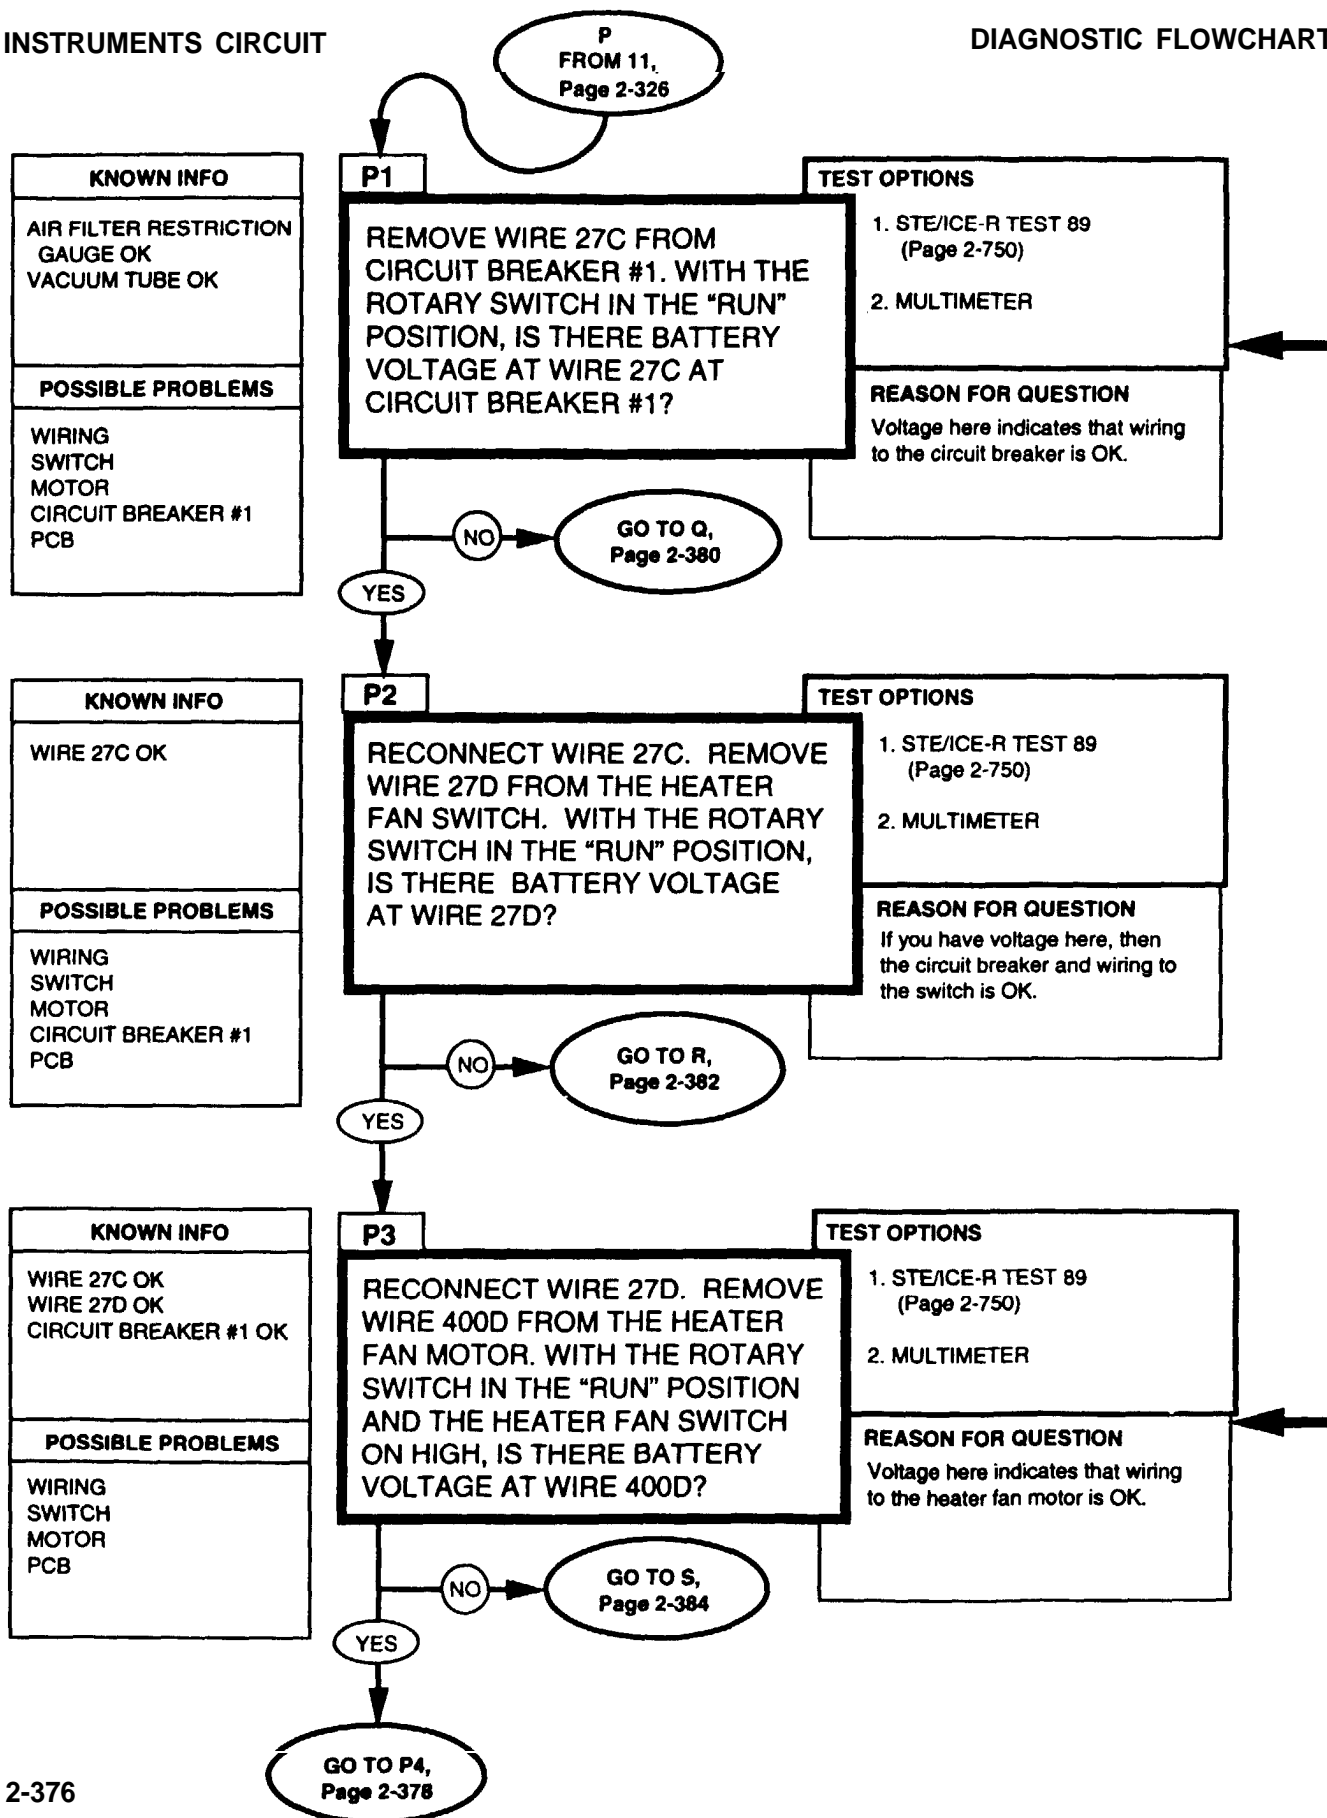 INSTRUMENTS CIRCUIT
DIAGNOSTIC FLOWCHART
P
FROM 11,
Page 2-326
KNOWN INFO
AIR FILTER RESTRICTION
GAUGE OK
VACUUM TUBE OK
POSSIBLE PROBLEMS
WIRING
SWITCH
MOTOR
CIRCUIT BREAKER #1
PCB
P1
REMOVE WIRE 27C FROM
CIRCUIT BREAKER #1. WITH THE
ROTARY SWITCH IN THE “RUN”
POSITION, IS THERE BATTERY
VOLTAGE AT WIRE 27C AT
CIRCUIT BREAKER #1?
TEST OPTIONS
1. STE/ICE-R TEST 89
(Page 2-750)
2. MULTIMETER
REASON FOR QUESTION
Voltage here indicates that wiring
to the circuit breaker is OK.
NO
GO TO Q,
Page 2-380
YES
KNOWN INFO
WIRE 27C OK
POSSIBLE PROBLEMS
WIRING
SWITCH
MOTOR
CIRCUIT BREAKER #1
PCB
P2
RECONNECT WIRE 27C. REMOVE
WIRE 27D FROM THE HEATER
FAN SWITCH. WITH THE ROTARY
SWITCH IN THE “RUN” POSITION,
IS THERE BATTERY VOLTAGE
AT WIRE 27D?
TEST OPTIONS
1. STE/ICE-R TEST 89
(Page 2-750)
2. MULTIMETER
REASON FOR QUESTION
If you have voltage here, then
the circuit breaker and wiring to
the switch is OK.
NO
GO TO R,
Page 2-382
YES
KNOWN INFO
WIRE 27C OK
WIRE 27D OK
CIRCUIT BREAKER #1 OK
POSSIBLE PROBLEMS
WIRING
SWITCH
MOTOR
PCB
P3
RECONNECT WIRE 27D. REMOVE
WIRE 400D FROM THE HEATER
FAN MOTOR. WITH THE ROTARY
SWITCH IN THE “RUN” POSITION
AND THE HEATER FAN SWITCH
ON HIGH, IS THERE BATTERY
VOLTAGE AT WIRE 400D?
TEST OPTIONS
1. STE/ICE-R TEST 89
(Page 2-750)
2. MULTIMETER
REASON FOR QUESTION
Voltage here indicates that wiring
to the heater fan motor is OK.
NO
GO TO S,
Page 2-384
YES
GO TO P4,
Page 2-378
2-376